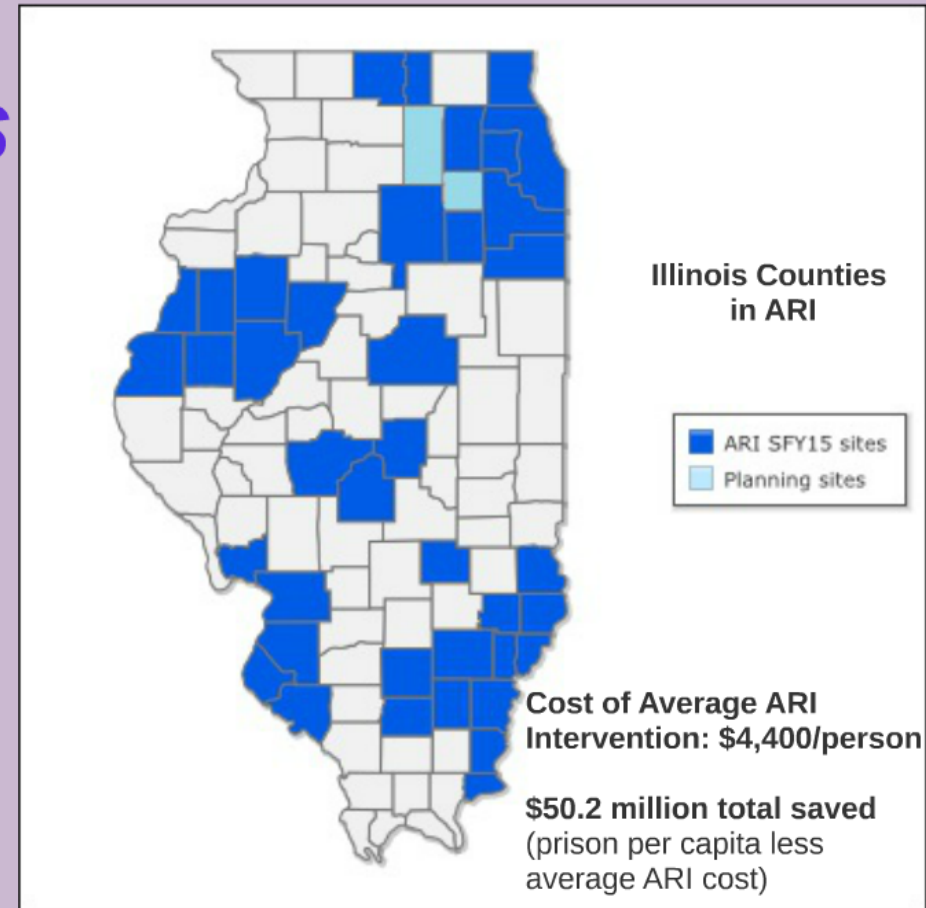 Illinois Counties
in ARI
ARI SFY15 sites
Planning sites
Cost of Average ARI
Intervention: $4,400/person
$50.2 million total saved
(prison per capita less
average ARI cost)